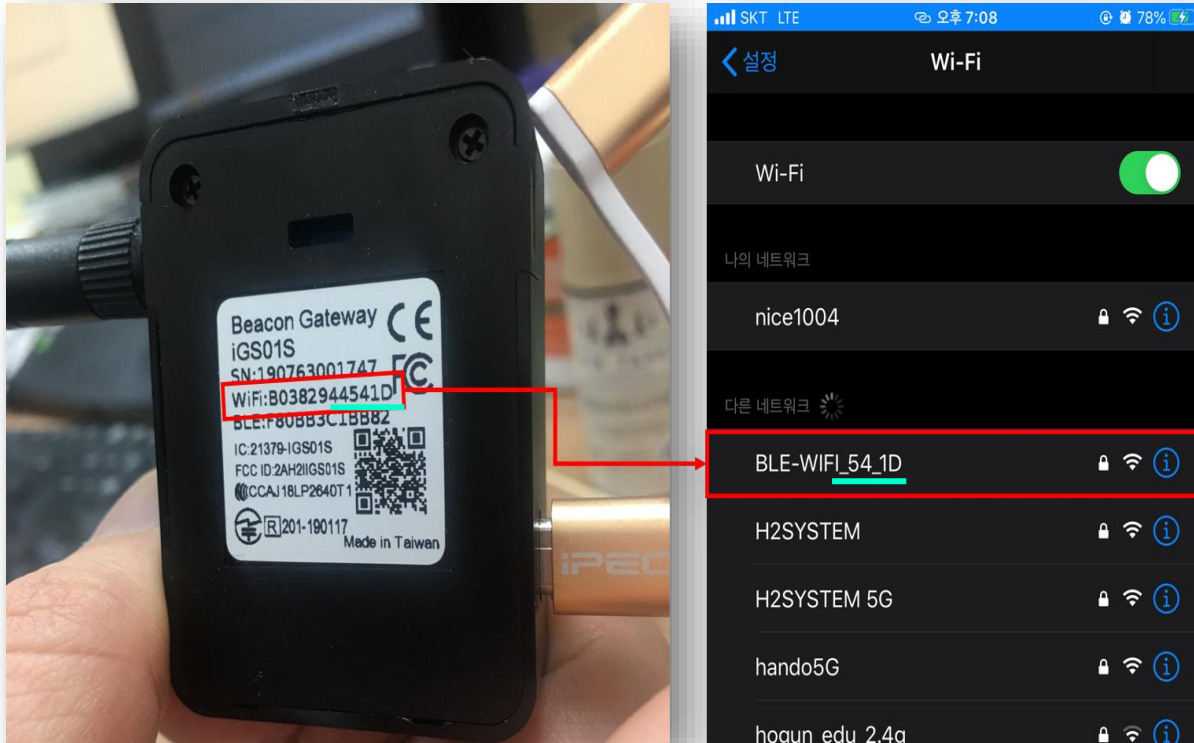 Beacon Gateway
iGS01S
SN:190763001747
WiFi:B0382944541D
BLE:F80BB3C1BB82
IC:21379-IGS01S
FCC ID:2AH2IIGS01S
CCAJ18LP2640T1
R 201-190117
Made in Taiwan
iPEC
SKT LTE
오후 7:08
78%
설정
Wi-Fi
Wi-Fi
나의 네트워크
nice1004
다른 네트워크
BLE-WIFI_54_1D
H2SYSTEM
H2SYSTEM 5G
hando5G
hogun_edu_2.4g